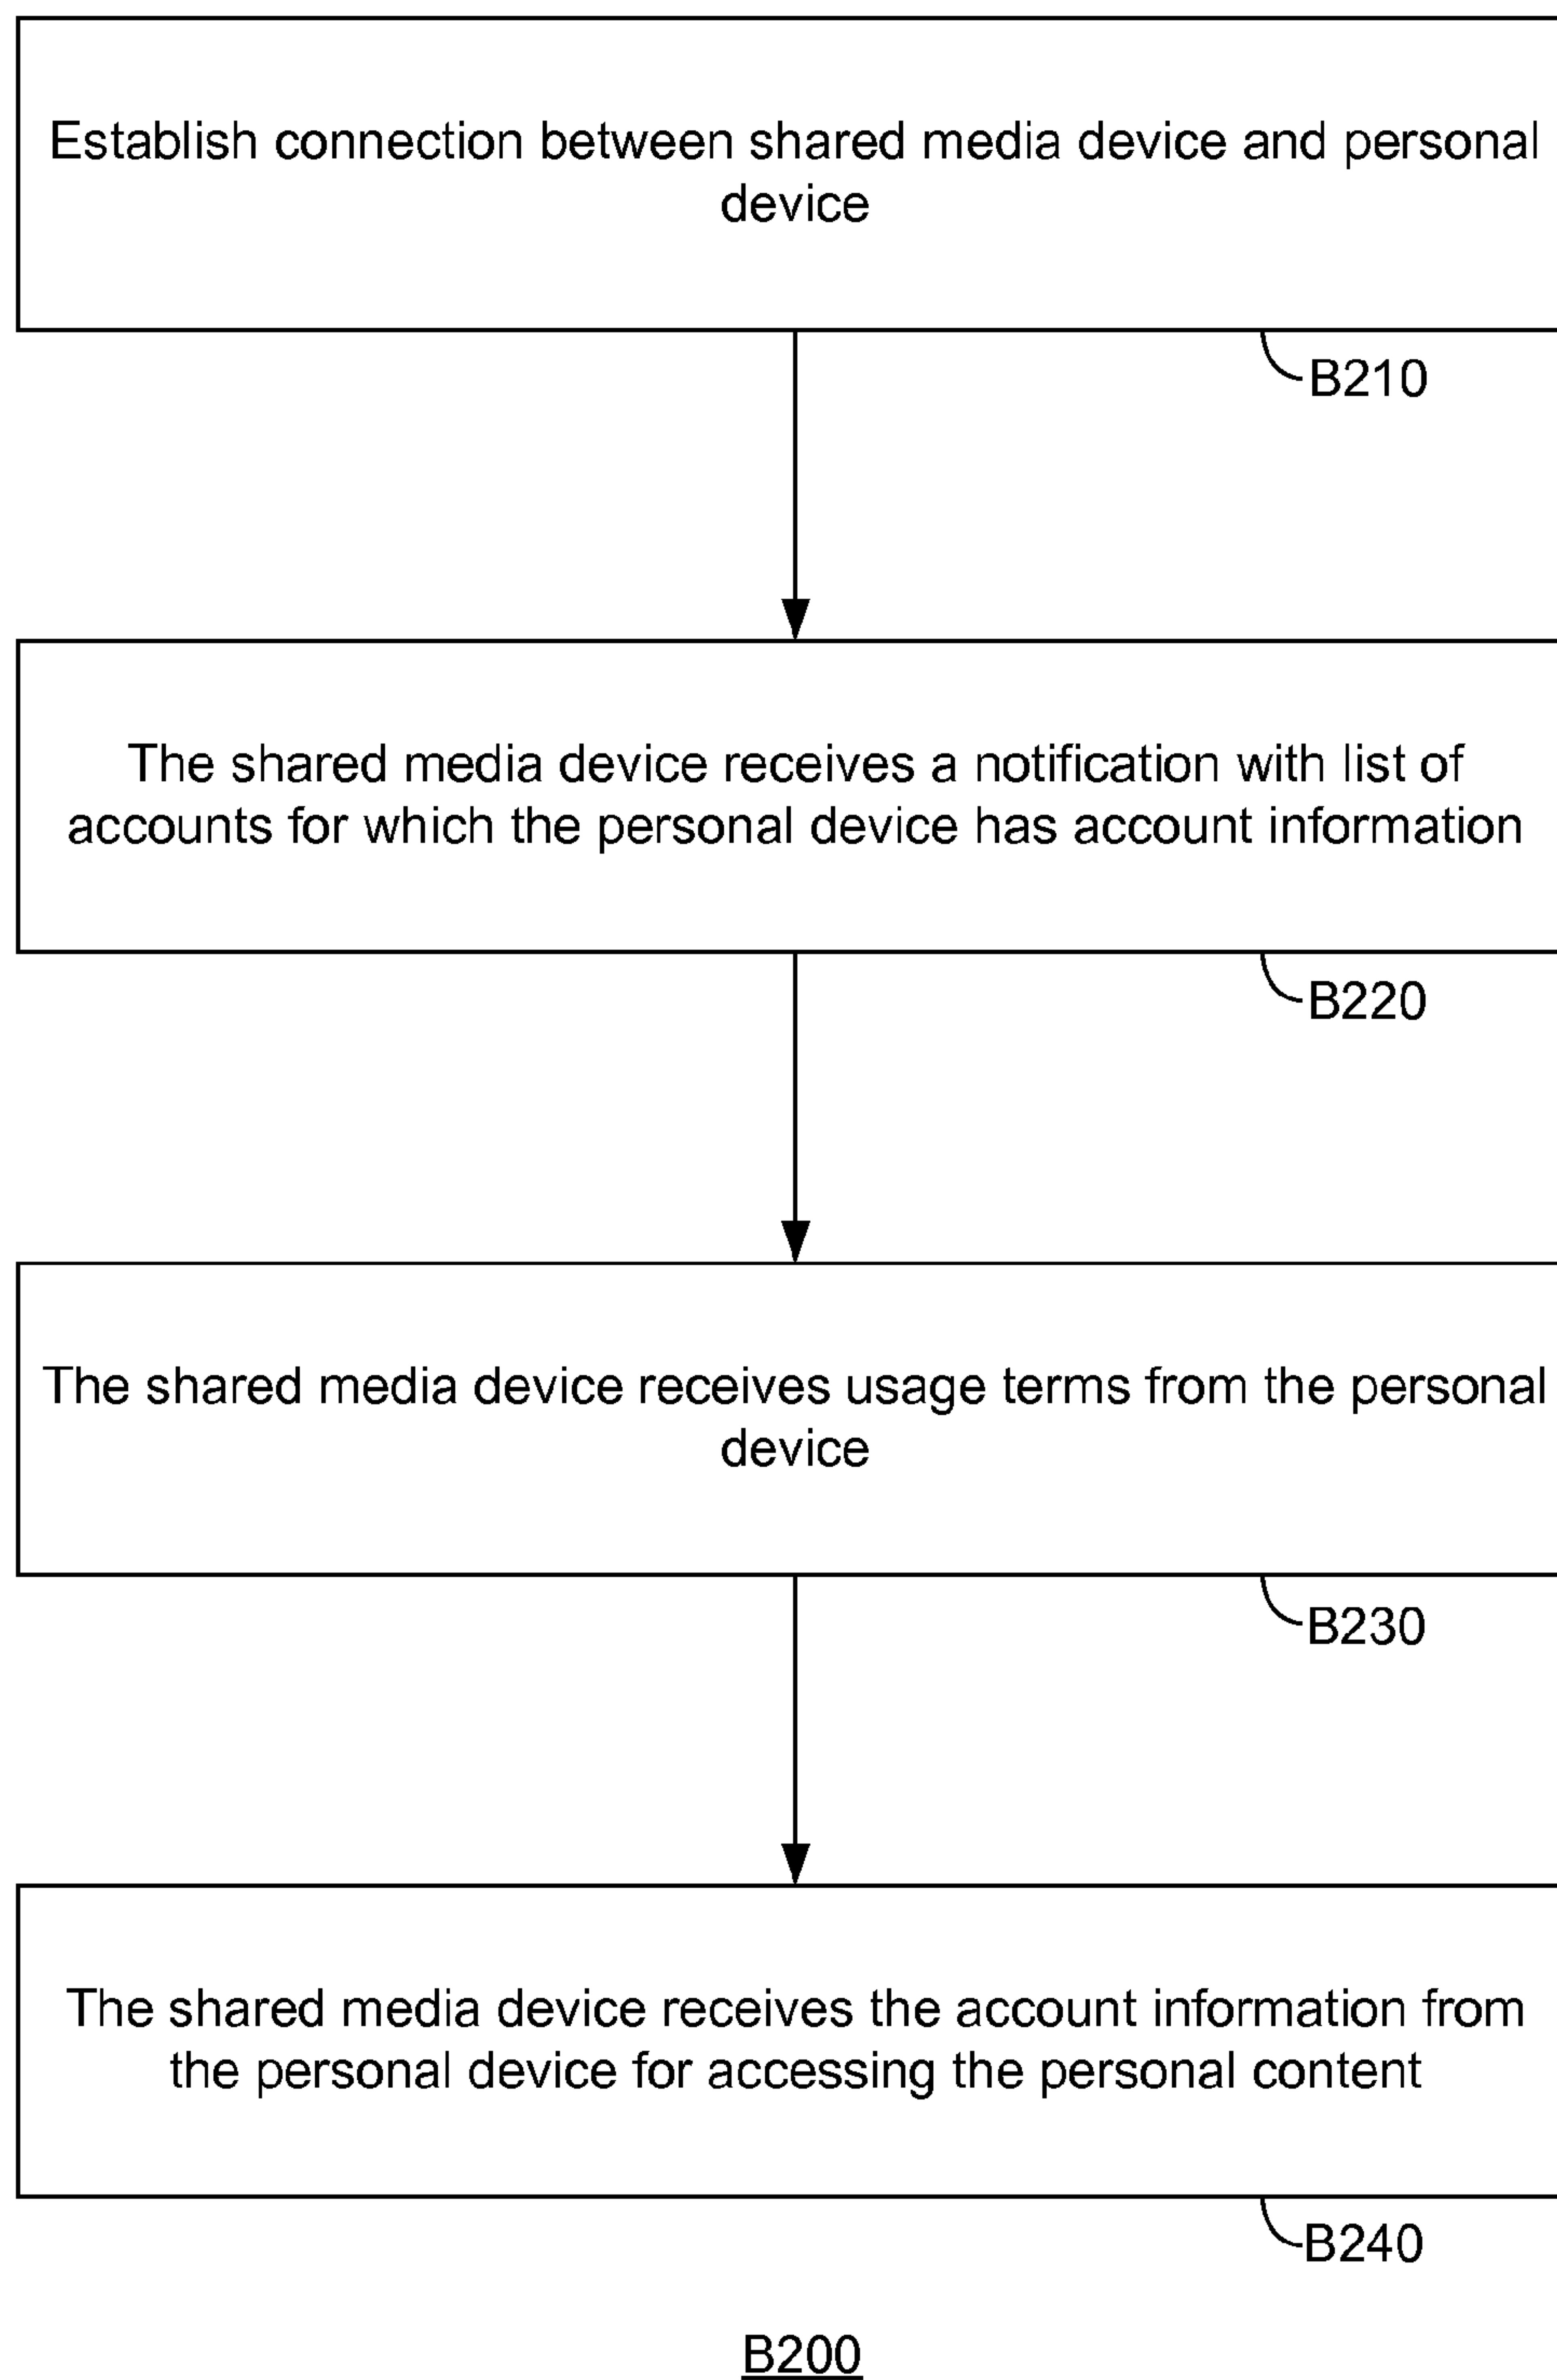 Establish connection between shared media device and personal
device
B210
The shared media device receives a notification with list of
accounts for which the personal device has account information
B220
The shared media device receives usage terms from the personal
device
B230
The shared media device receives the account information from
the personal device for accessing the personal content
B240
B200